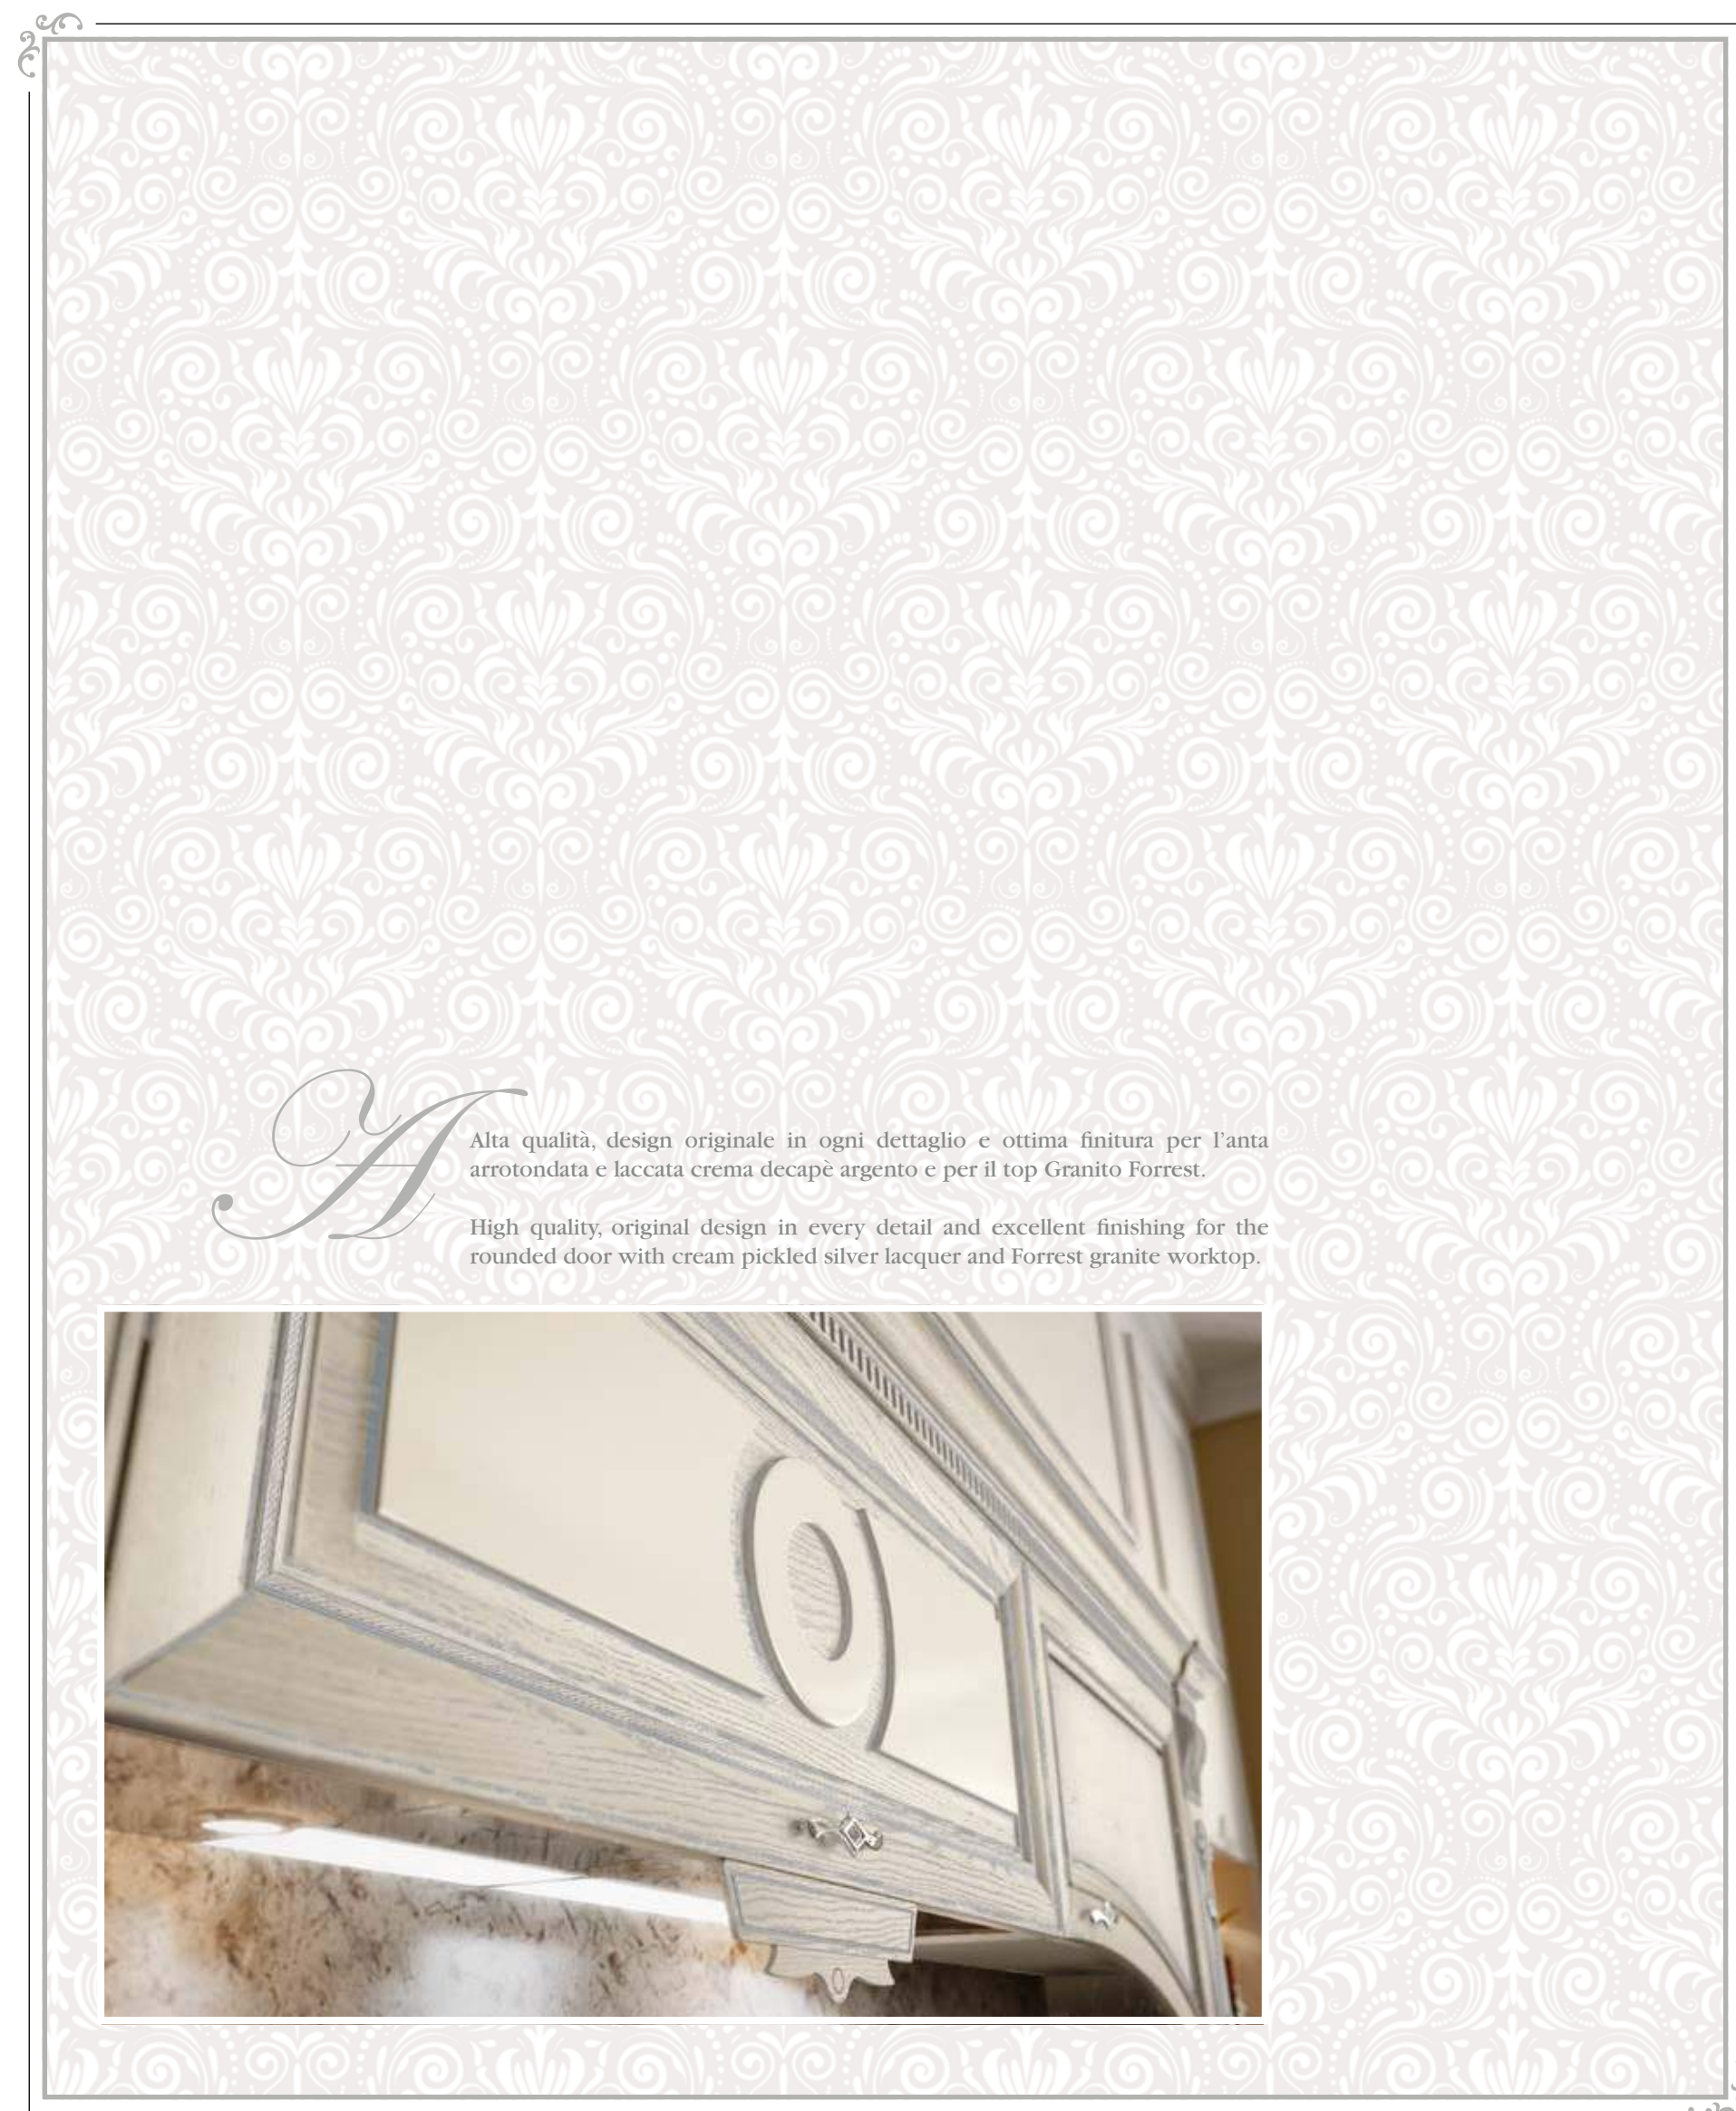 A
Alta qualità, design originale in ogni dettaglio e ottima finitura per l’anta
arrotondata e laccata crema decapè argento e per il top Granito Forrest.
High quality, original design in every detail and excellent finishing for the
rounded door with cream pickled silver lacquer and Forrest granite worktop.